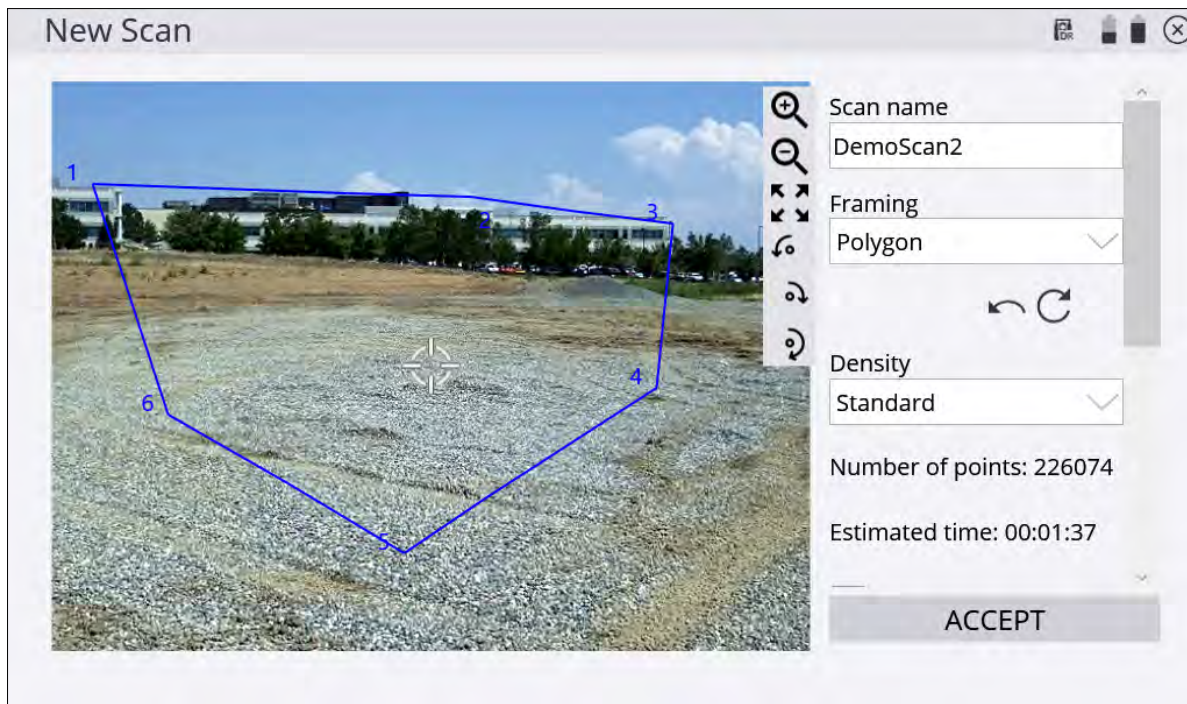 New Scan
DR
Scan name
DemoScan2
Framing
Polygon
Density
Standard
Number of points: 226074
Estimated time: 00:01:37
ACCEPT
1
2
3
4
5
6